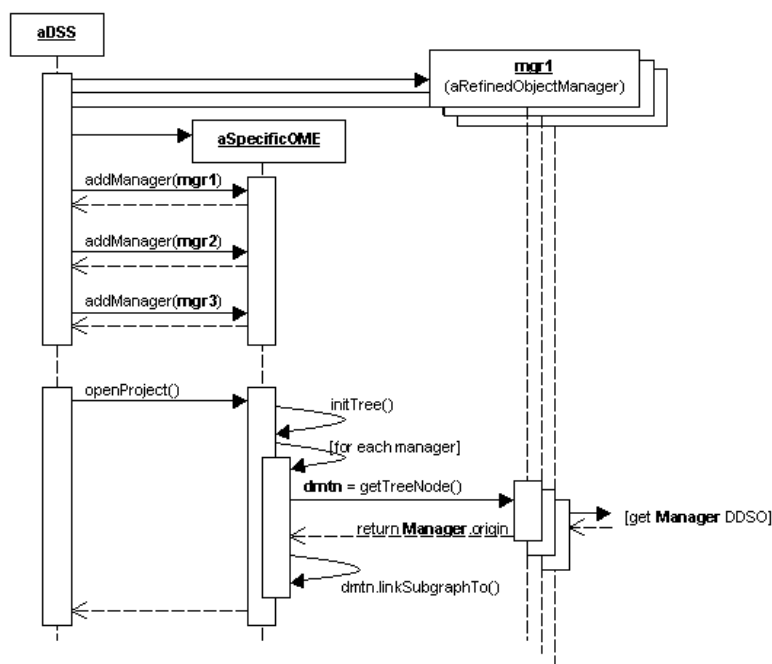 aDSS
mgr1
(aRefinedObjectManager)
aSpecificOME
addManager(mgr1)
addManager(mgr2)
addManager(mgr3)
openProject()
initTree()
[for each manager]
dmtn = getTreeNode()
[get Manager DDSO]
return Manager.origin
dmtn.linkSubgraphTo()